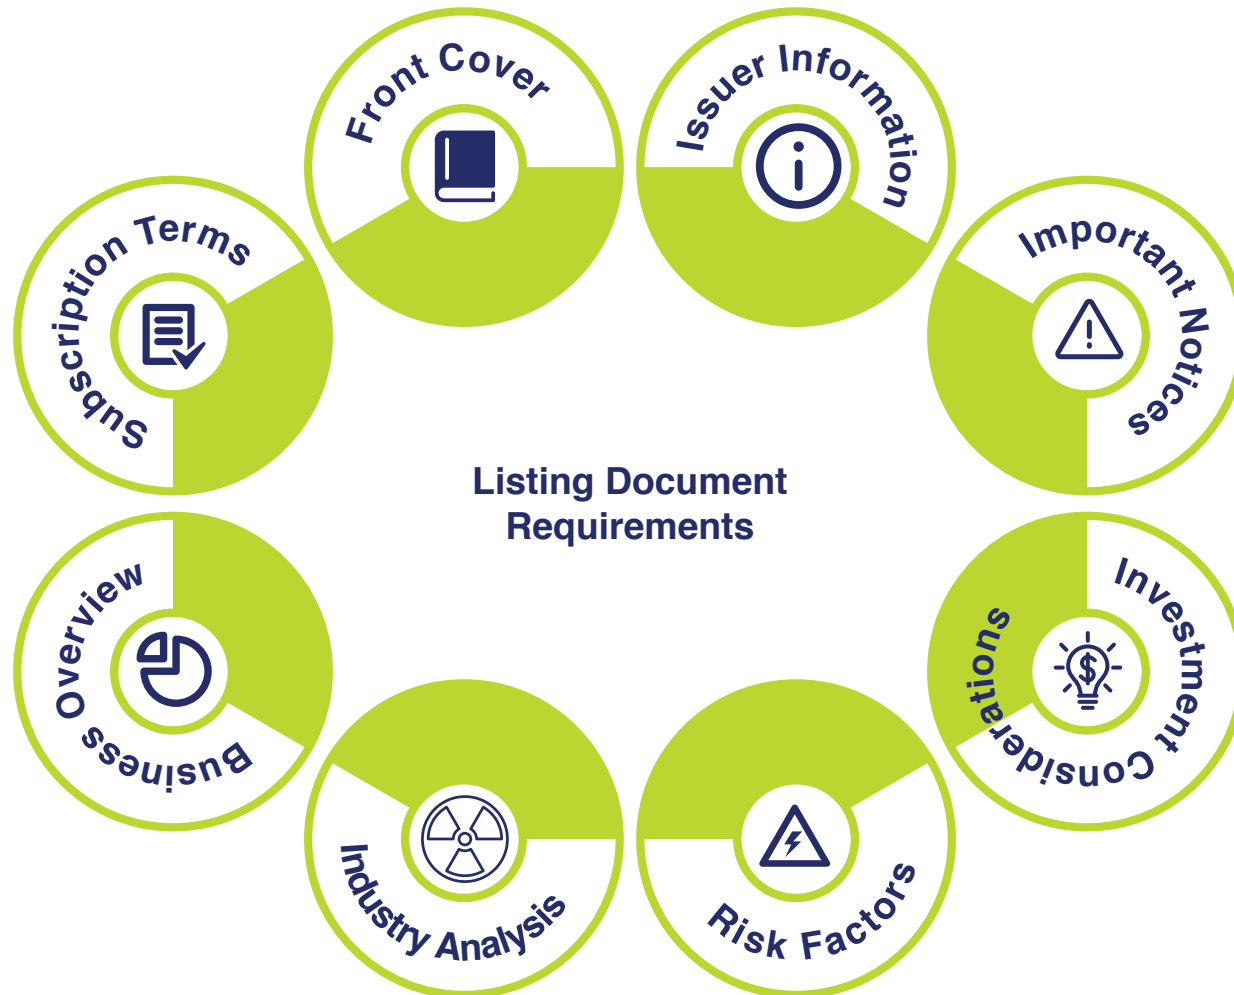 Front Cover
Issuer Information
Important Notices
Investment Considerations
Risk Factors
Industry Analysis
Business Overview
Subscription Terms
Listing Document
Requirements